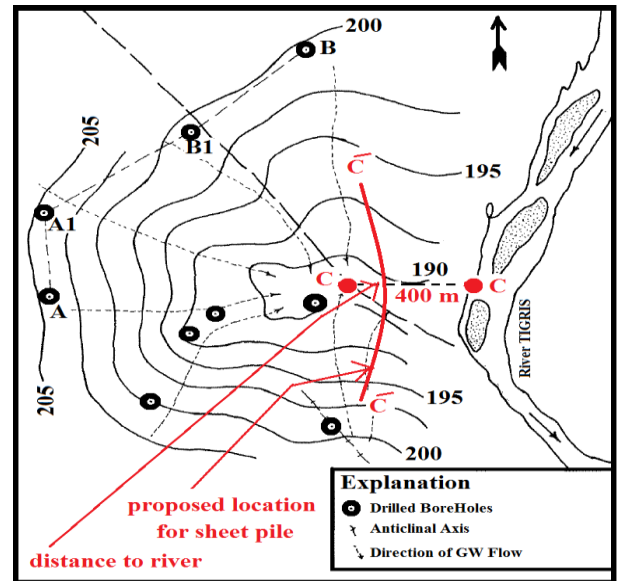 200
B
205
B1
C̅
195
A1
C
190
C
400 m
A
River TIGRIS
205
C̅
195
200
proposed location
for sheet pile
distance to river
Explanation
Drilled BoreHoles
Anticlinal Axis
Direction of GW Flow